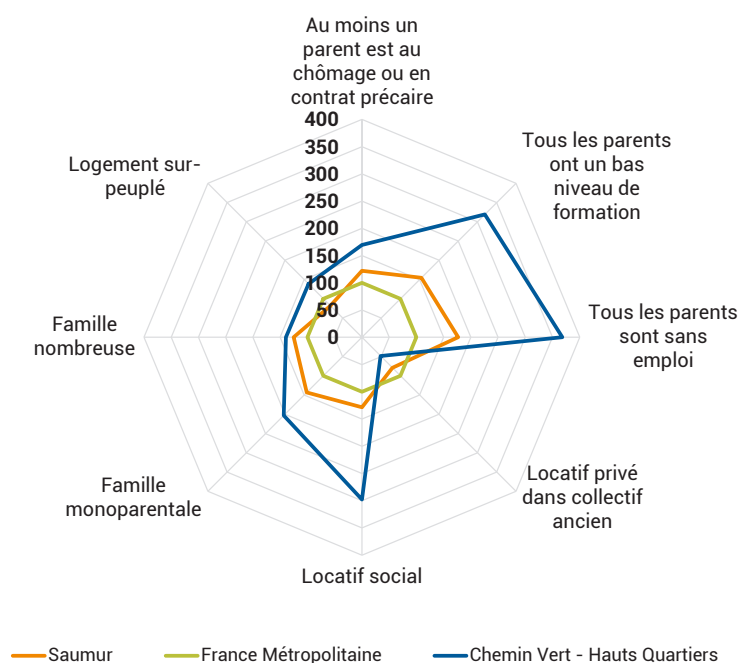 Au moins un
parent est au
chômage ou en
contrat précaire
400
350
300
250
200
150
100
50
0
Tous les parents
ont un bas
niveau de
formation
Tous les parents
sont sans
emploi
Locatif privé
dans collectif
ancien
Locatif social
Famille
monoparentale
Famille
nombreuse
Logement sur-
peuplé
Saumur
France Métropolitaine
Chemin Vert - Hauts Quartiers